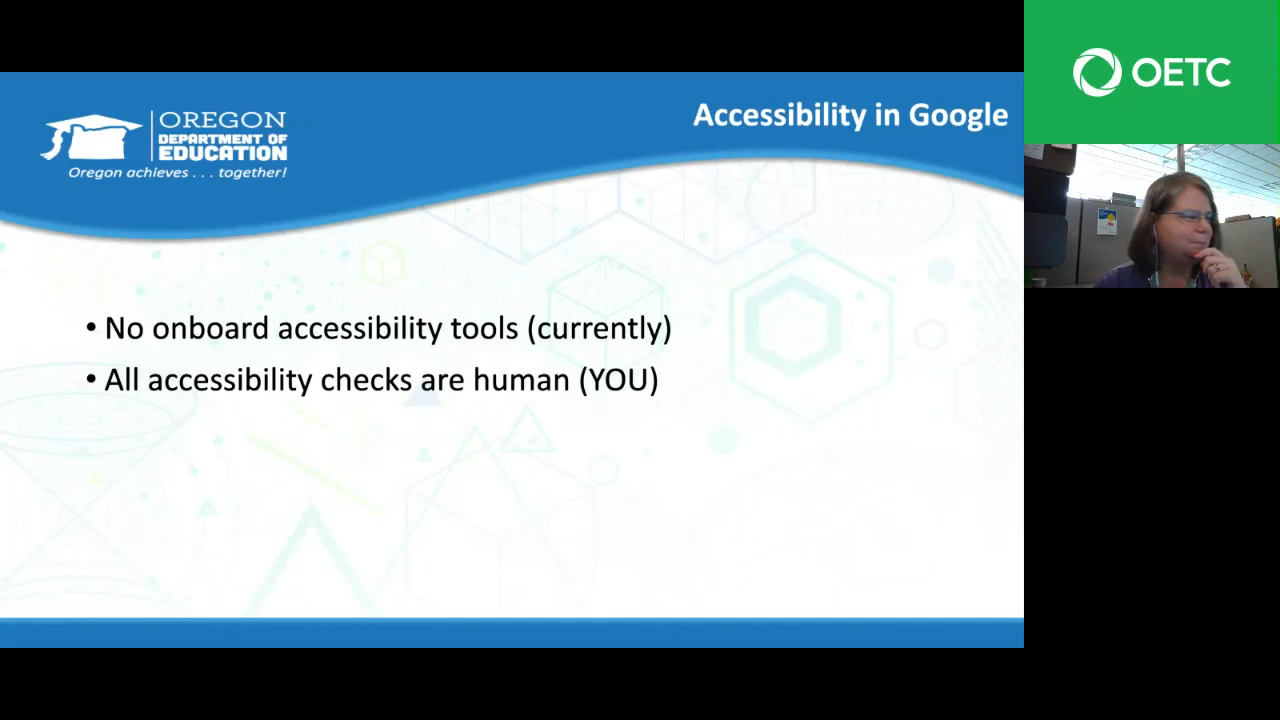 OETC
Accessibility in Google
OREGON
DEPARTMENT OF
EDUCATION
Oregon achieves . . . together!
• No onboard accessibility tools (currently)
• All accessibility checks are human (YOU)